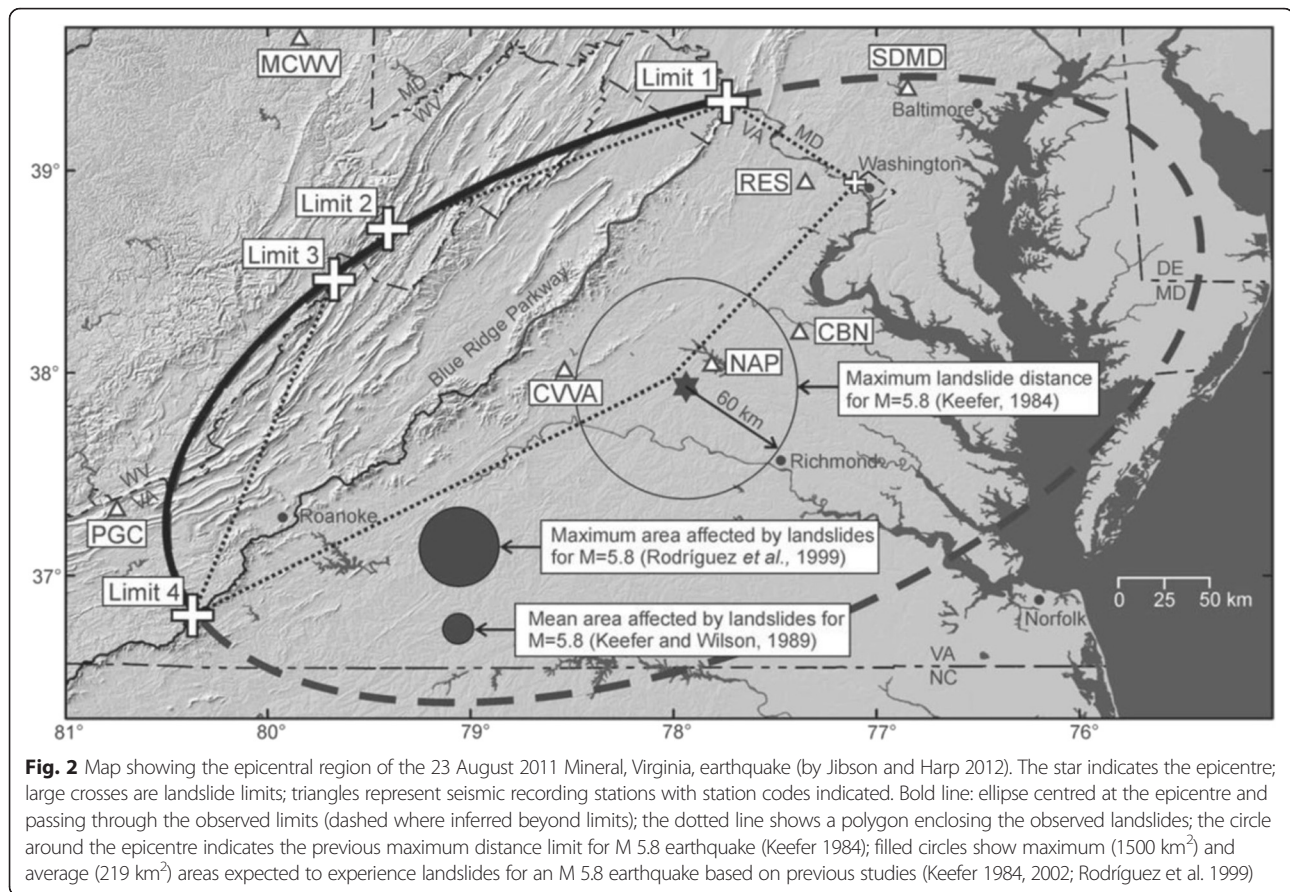 MCWV
SDMD
Limit 1
MD
WV
Baltimore
VA
MD
39°
Washington
RES
Limit 2
Limit 3
DE
MD
Blue Ridge Parkway
CBN
38°
CVVA
NAP
Maximum landslide distance
for M=5.8 (Keefer, 1984)
60 km
Richmond
WV
VA
PGC
Roanoke
Maximum area affected by landslides
for M=5.8 (Rodríguez et al., 1999)
37°
Limit 4
Mean area affected by landslides for
M=5.8 (Keefer and Wilson, 1989)
0 25 50 km
Norfolk
VA
NC
81° 80° 79° 78° 77° 76°
Fig. 2 Map showing the epicentral region of the 23 August 2011 Mineral, Virginia, earthquake (by Jibson and Harp 2012). The star indicates the epicentre;
large crosses are landslide limits; triangles represent seismic recording stations with station codes indicated. Bold line: ellipse centred at the epicentre and
passing through the observed limits (dashed where inferred beyond limits); the dotted line shows a polygon enclosing the observed landslides; the circle
around the epicentre indicates the previous maximum distance limit for M 5.8 earthquake (Keefer 1984); filled circles show maximum (1500 km²) and
average (219 km²) areas expected to experience landslides for an M 5.8 earthquake based on previous studies (Keefer 1984, 2002; Rodríguez et al. 1999)